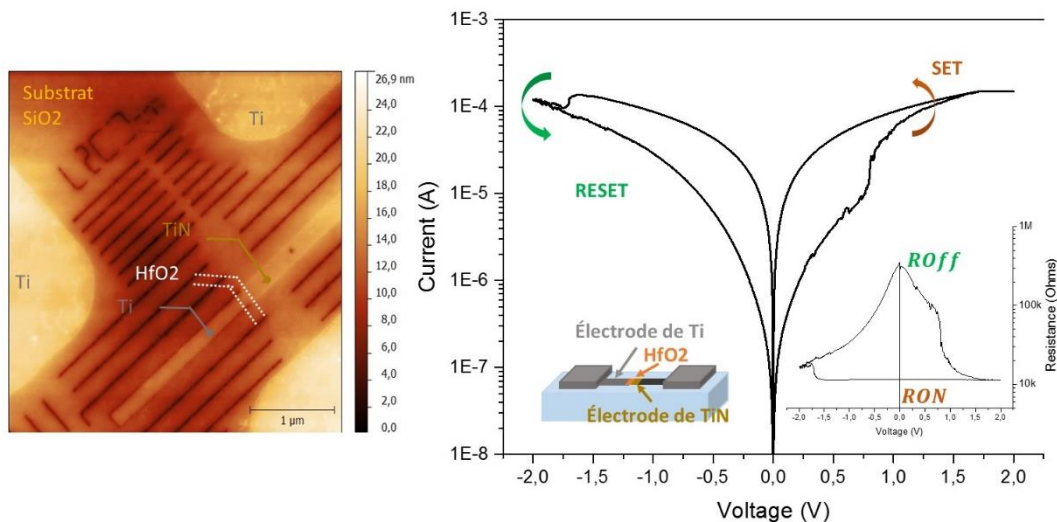 Substrat
SiO2
Ti
TiN
HfO2
Ti
Ti
1 µm
26,9 nm
24,0
22,0
20,0
18,0
16,0
14,0
12,0
10,0
8,0
6,0
4,0
2,0
0,0
Current (A)
1E-3
1E-4
1E-5
1E-6
1E-7
1E-8
SET
RESET
Électrode de Ti
HfO2
Électrode de TiN
ROff
RON
1M
100k
10k
Resistance (Ohms)
-2,0 -1,5 -1,0 -0,5 0,0 0,5 1,0 1,5 2,0
Voltage (V)
-2,0 -1,5 -1,0 -0,5 0,0 0,5 1,0 1,5 2,0
Voltage (V)